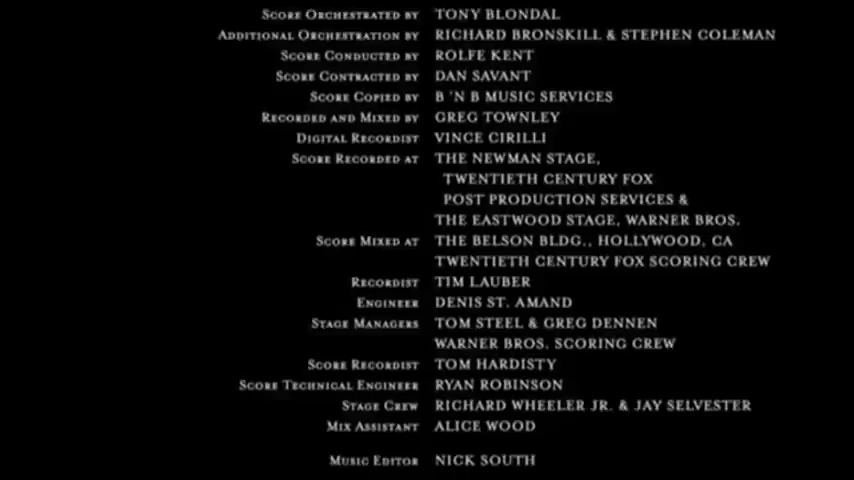 SCORE ORCHESTRATED BY TONY BLONDAL
ADDITIONAL ORCHESTRATION BY RICHARD BRONSKILL & STEPHEN COLEMAN
SCORE CONDUCTED BY ROLFE KENT
SCORE CONTRACTED BY DAN SAVANT
SCORE COPIED BY B 'N B MUSIC SERVICES
RECORDED AND MIXED BY GREG TOWNLEY
DIGITAL RECORDIST VINCE CIRILLI
SCORE RECORDED AT THE NEWMAN STAGE,
TWENTIETH CENTURY FOX
POST PRODUCTION SERVICES &
THE EASTWOOD STAGE, WARNER BROS.
SCORE MIXED AT THE BELSON BLDG., HOLLYWOOD, CA
TWENTIETH CENTURY FOX SCORING CREW
RECORDIST TIM LAUBER
ENGINEER DENIS ST. AMAND
STAGE MANAGERS TOM STEEL & GREG DENNEN
WARNER BROS. SCORING CREW
SCORE RECORDIST TOM HARDISTY
SCORE TECHNICAL ENGINEER RYAN ROBINSON
STAGE CREW RICHARD WHEELER JR. & JAY SELVESTER
MIX ASSISTANT ALICE WOOD
MUSIC EDITOR NICK SOUTH